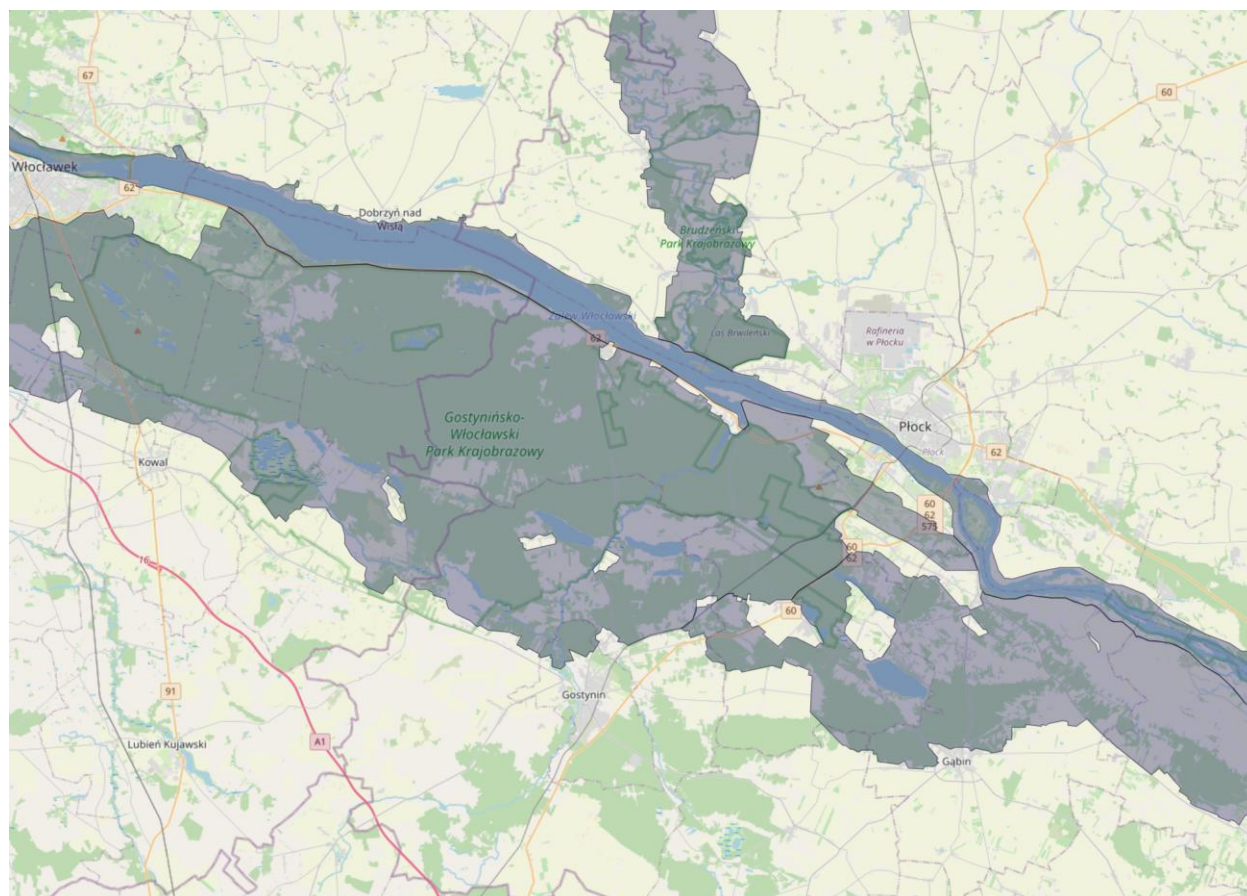 67
60
Włocławek
62
Dobrzyń nad
Wisłą
Brudzeński
Park Krajobrazowy
Zalew Włocławski
62
Las Brwileński
Rafineria
w Płocku
Gostynińsko-
Włocławski
Park Krajobrazowy
Płock
Płock
62
Kowal
60
62
575
60
62
16
60
Gostynin
91
Lubień Kujawski
A1
Gąbin